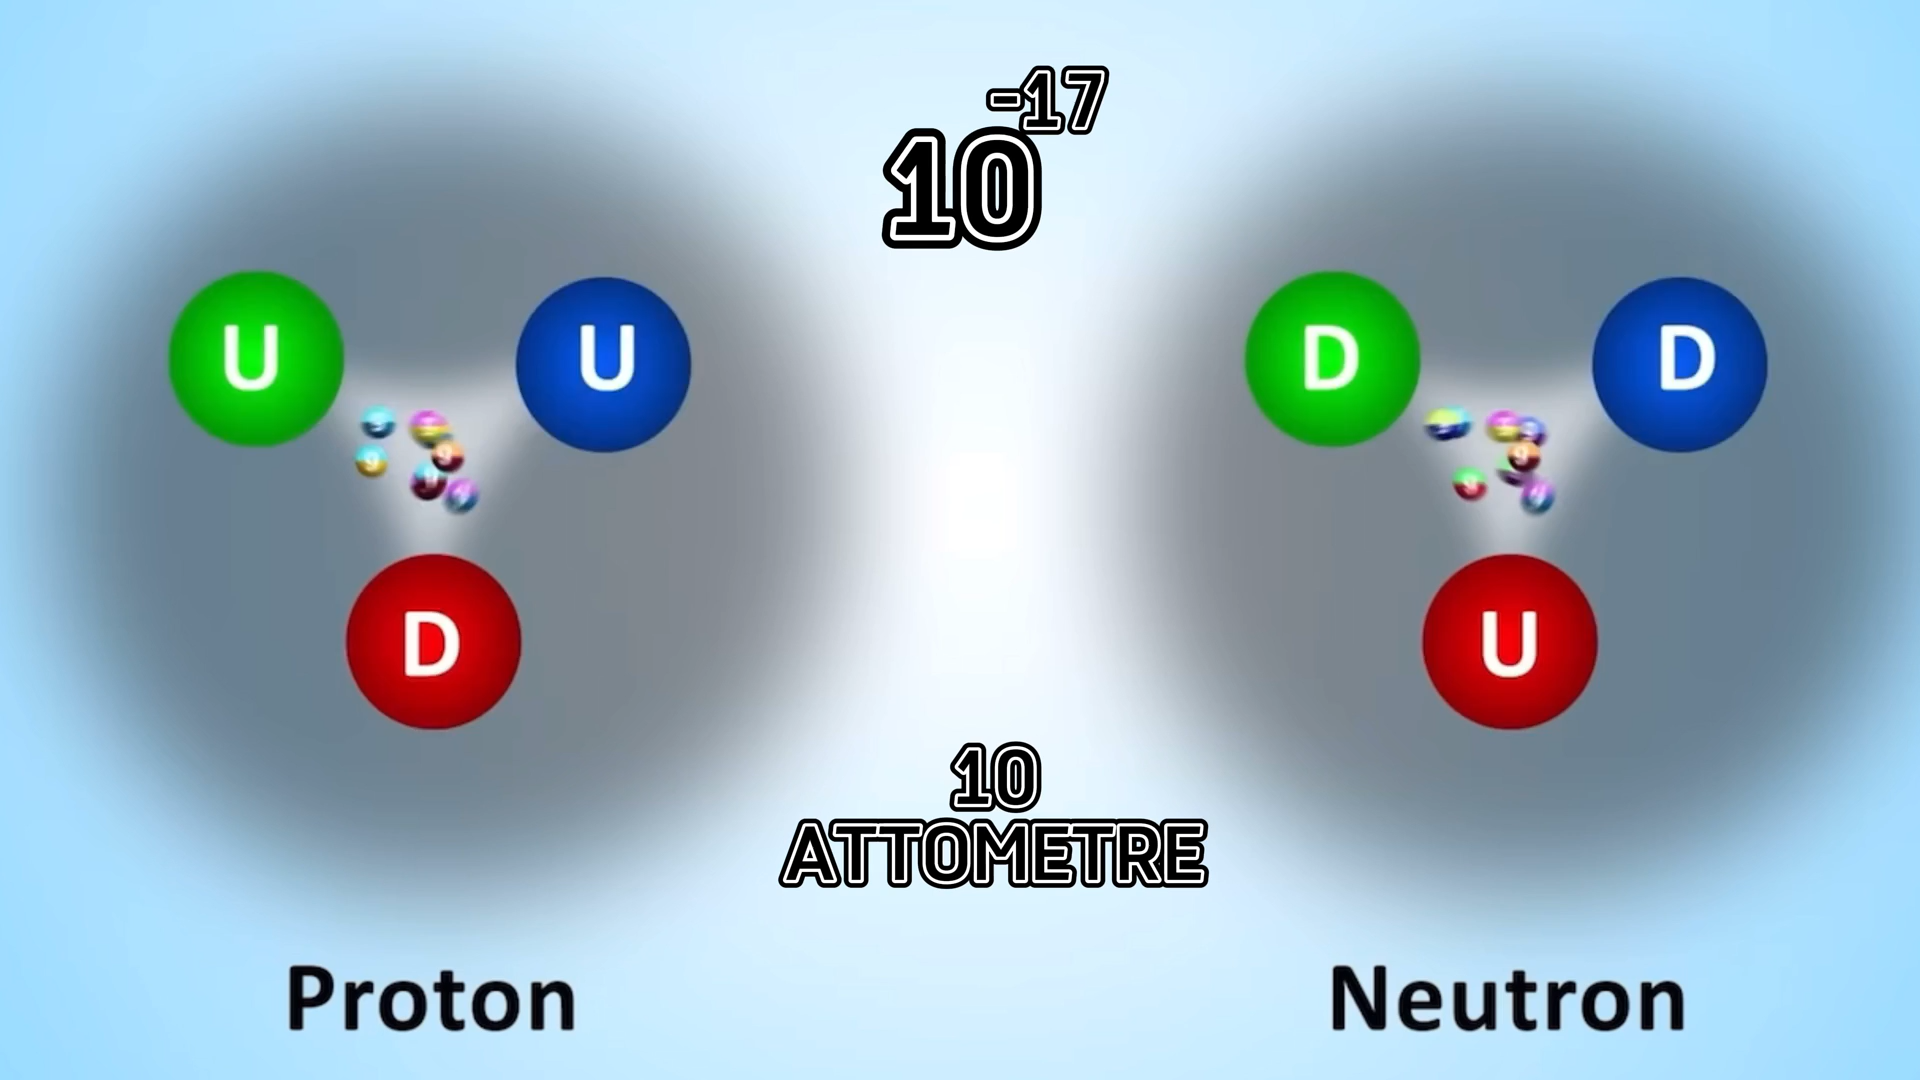 10⁻¹⁷
U U
D
D D
U
10
ATTOMETRE
Proton
Neutron